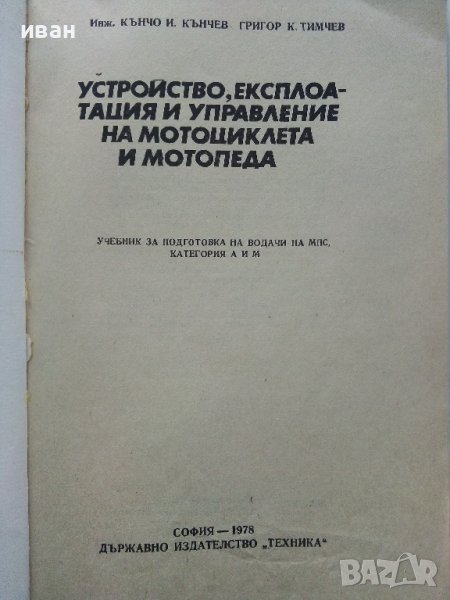 иван
Инж. КЪНЧО И. КЪНЧЕВ ГРИГОР К. ТИМЧЕВ
УСТРОЙСТВО, ЕКСПЛОА-
ТАЦИЯ И УПРАВЛЕНИЕ
НА МОТОЦИКЛЕТА
И МОТОПЕДА
УЧЕБНИК ЗА ПОДГОТОВКА НА ВОДАЧИ НА МПС,
КАТЕГОРИЯ А И М
СОФИЯ — 1978
ДЪРЖАВНО ИЗДАТЕЛСТВО „ТЕХНИКА“
BAZAR